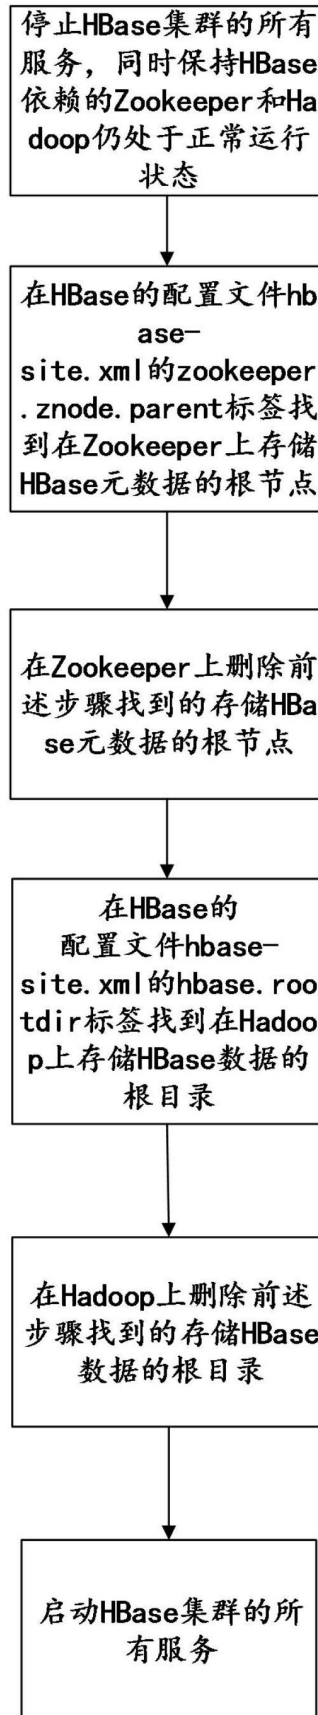 停止HBase集群的所有
服务，同时保持HBase
依赖的Zookeeper和Ha
doop仍处于正常运行
状态
在HBase的配置文件hb
ase-
site.xml的zookeeper
.znode.parent标签找
到在Zookeeper上存储
HBase元数据的根节点
在Zookeeper上删除前
述步骤找到的存储HBa
se元数据的根节点
在HBase的
配置文件hbase-
site.xml的hbase.roo
tdir标签找到在Hadoo
p上存储HBase数据的
根目录
在Hadoop上删除前述
步骤找到的存储HBase
数据的根目录
启动HBase集群的所
有服务